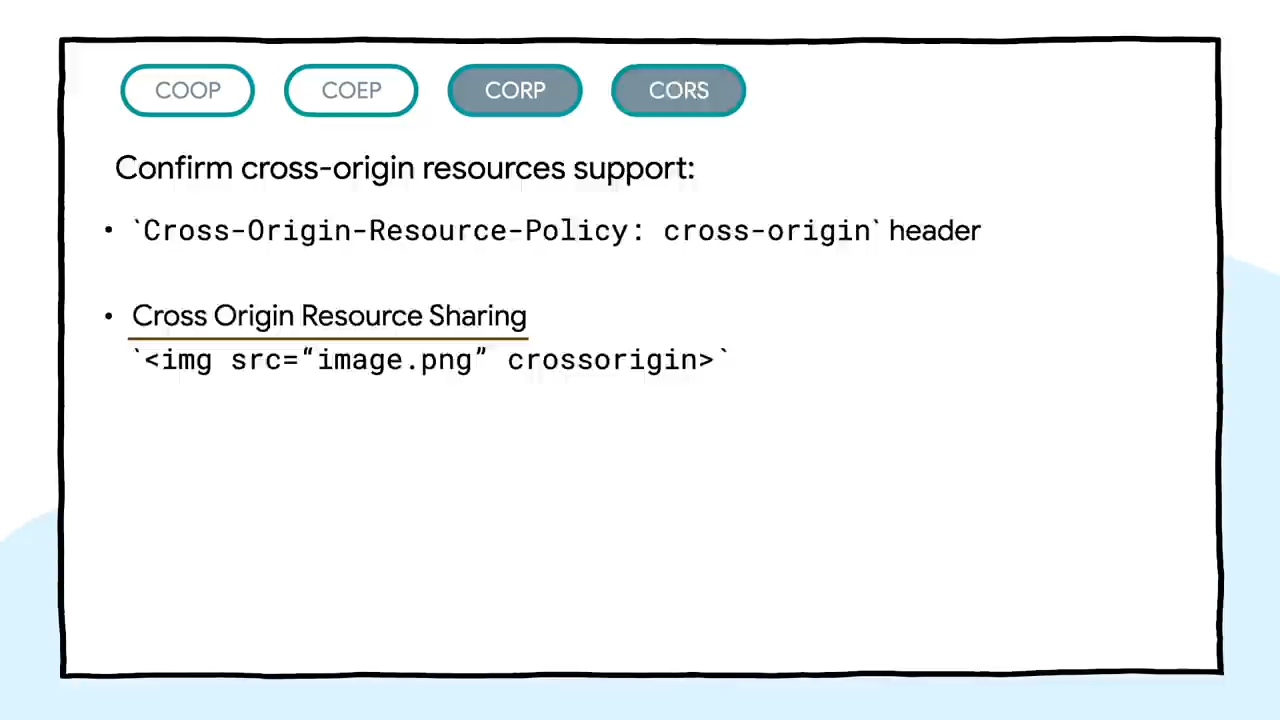 COOP COEP CORP CORS
Confirm cross-origin resources support:
• `Cross-Origin-Resource-Policy: cross-origin` header
• Cross Origin Resource Sharing
`<img src=“image.png” crossorigin>`